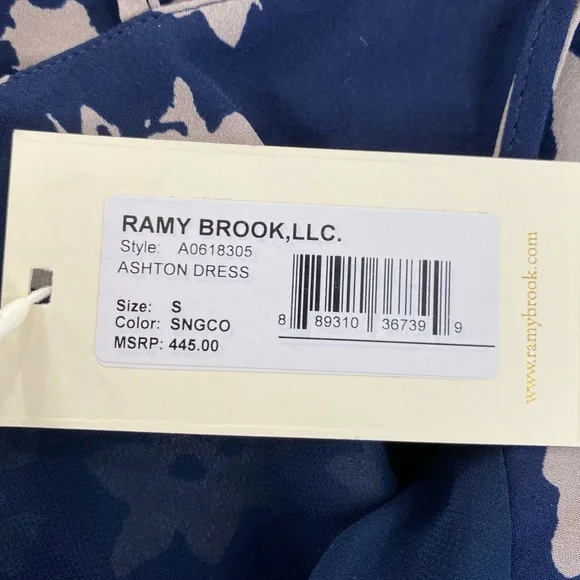 RAMY BROOK,LLC.
Style: A0618305
ASHTON DRESS
Size: S
Color: SNGCO
MSRP: 445.00
8 89310 36739 9
www.ramybrook.com